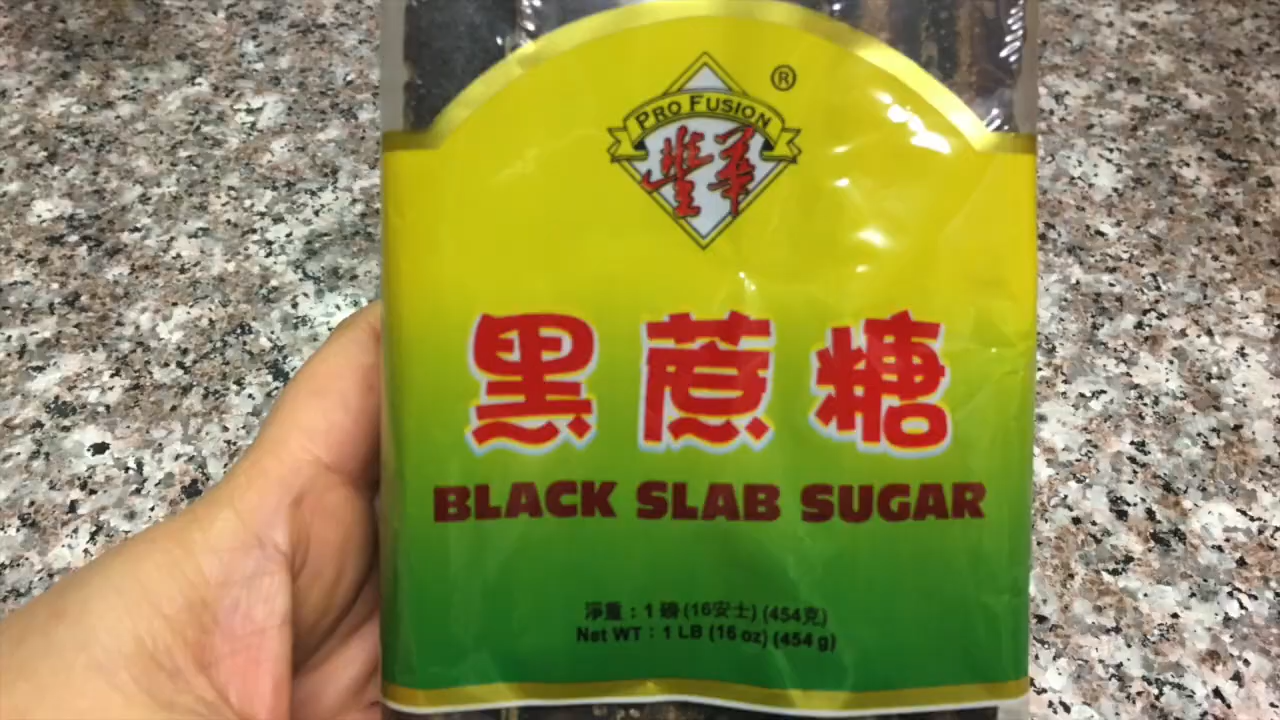 PRO FUSION
®
豐華
黑蔗糖
BLACK SLAB SUGAR
淨重：1 磅 (16安士) (454克)
Net WT : 1 LB (16 oz) (454 g)